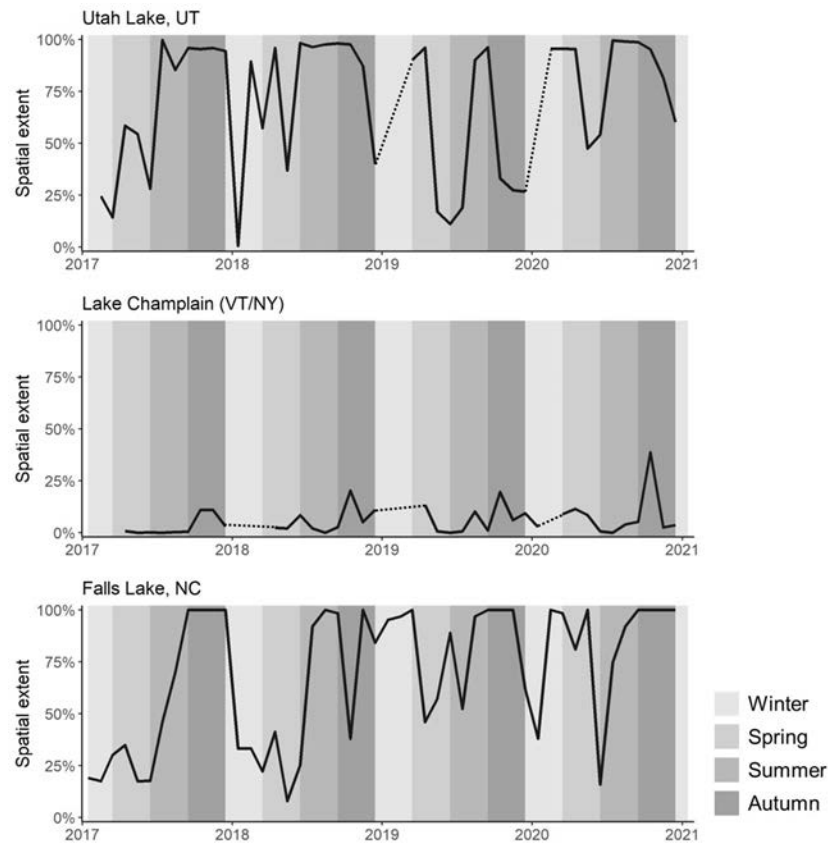 Utah Lake, UT
100%
75%
50%
25%
0%
Spatial extent
2017 2018 2019 2020 2021
Lake Champlain (VT/NY)
100%
75%
50%
25%
0%
Spatial extent
2017 2018 2019 2020 2021
Falls Lake, NC
100%
75%
50%
25%
0%
Spatial extent
2017 2018 2019 2020 2021
Winter
Spring
Summer
Autumn